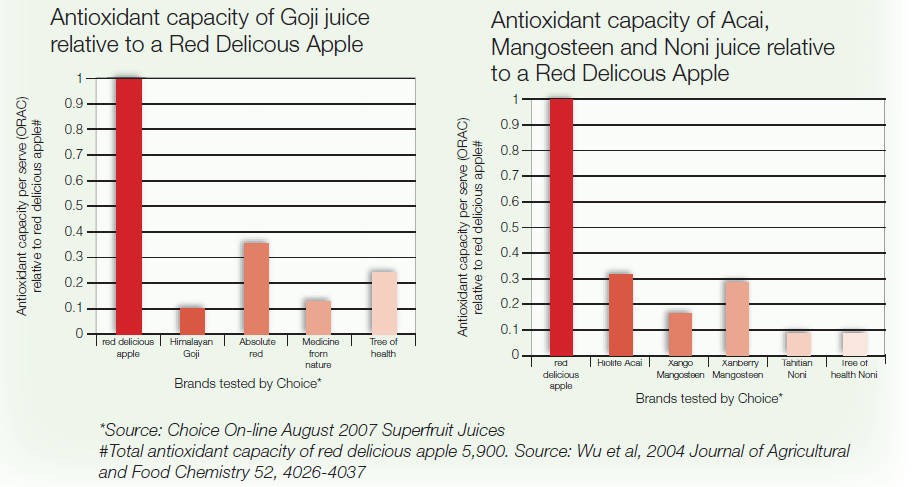 Antioxidant capacity of Goji juice
relative to a Red Delicous Apple
Antioxidant capacity per serve (ORAC)
relative to red delicious apple#
1
0.9
0.8
0.7
0.6
0.5
0.4
0.3
0.2
0.1
0
red delicious
apple
Himalayan
Goji
Absolute
red
Medicine
from
nature
Tree of
health
Brands tested by Choice*
Antioxidant capacity of Acai,
Mangosteen and Noni juice relative
to a Red Delicous Apple
Antioxidant capacity per serve (ORAC)
relative to red delicious apple#
1
0.9
0.8
0.7
0.6
0.5
0.4
0.3
0.2
0.1
0
red
delicious
apple
Hiolife Acai
Xango
Mangosteen
Xanberry
Mangosteen
Tahitian
Noni
Tree of
health Noni
Brands tested by Choice*
*Source: Choice On-line August 2007 Superfruit Juices
#Total antioxidant capacity of red delicious apple 5,900. Source: Wu et al, 2004 Journal of Agricultural
and Food Chemistry 52, 4026-4037